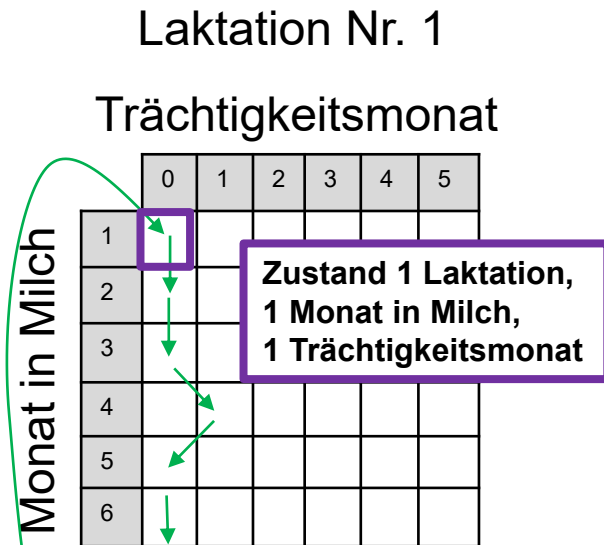 Laktation Nr. 1
Trächtigkeitsmonat
0 1 2 3 4 5
Monat in Milch
1
2
3
4
5
6
Zustand 1 Laktation,
1 Monat in Milch,
1 Trächtigkeitsmonat